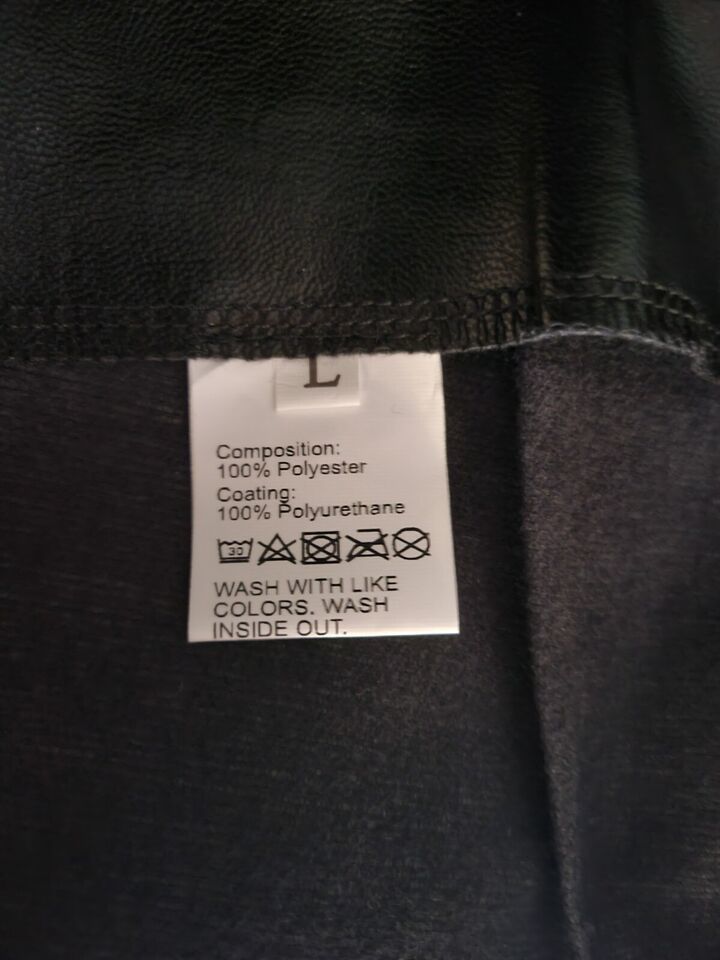 L
Composition:
100% Polyester
Coating:
100% Polyurethane
30
WASH WITH LIKE
COLORS. WASH
INSIDE OUT.